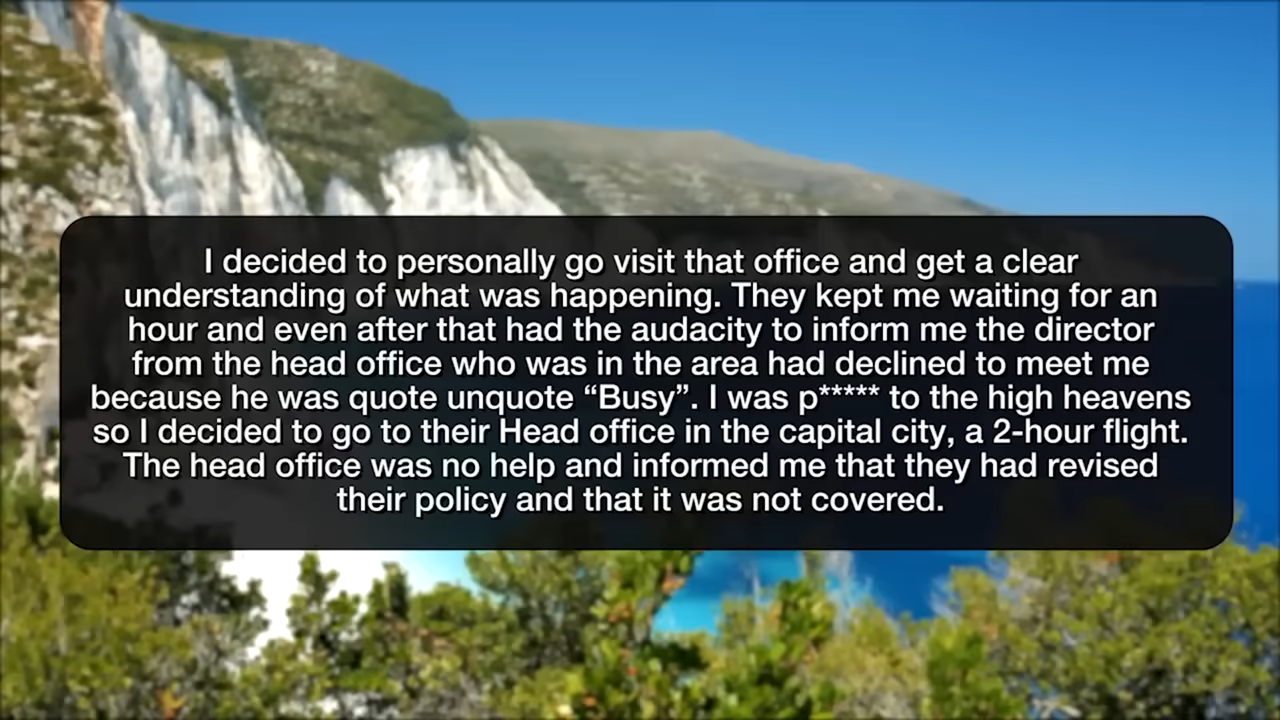 I decided to personally go visit that office and get a clear
understanding of what was happening. They kept me waiting for an
hour and even after that had the audacity to inform me the director
from the head office who was in the area had declined to meet me
because he was quote unquote “Busy”. I was p***** to the high heavens
so I decided to go to their Head office in the capital city, a 2-hour flight.
The head office was no help and informed me that they had revised
their policy and that it was not covered.